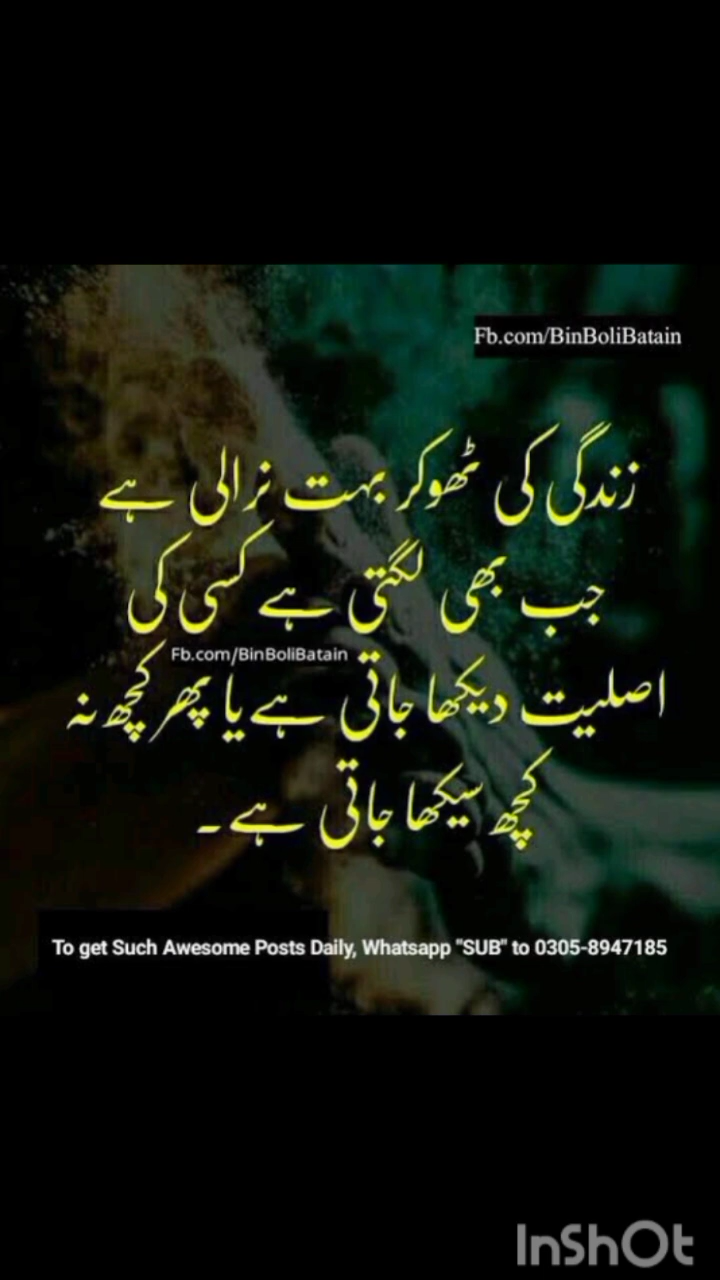 Fb.com/BinBoliBatain
زندگی کی ٹھوکر بہت نرالی ہے
جب بھی لگتی ہے کسی کی
Fb.com/BinBoliBatain
اصلیت دیکھا جاتی ہے یا پھر کچھ نہ
کچھ سیکھا جاتی ہے۔
To get Such Awesome Posts Daily, Whatsapp "SUB" to 0305-8947185
InShOt